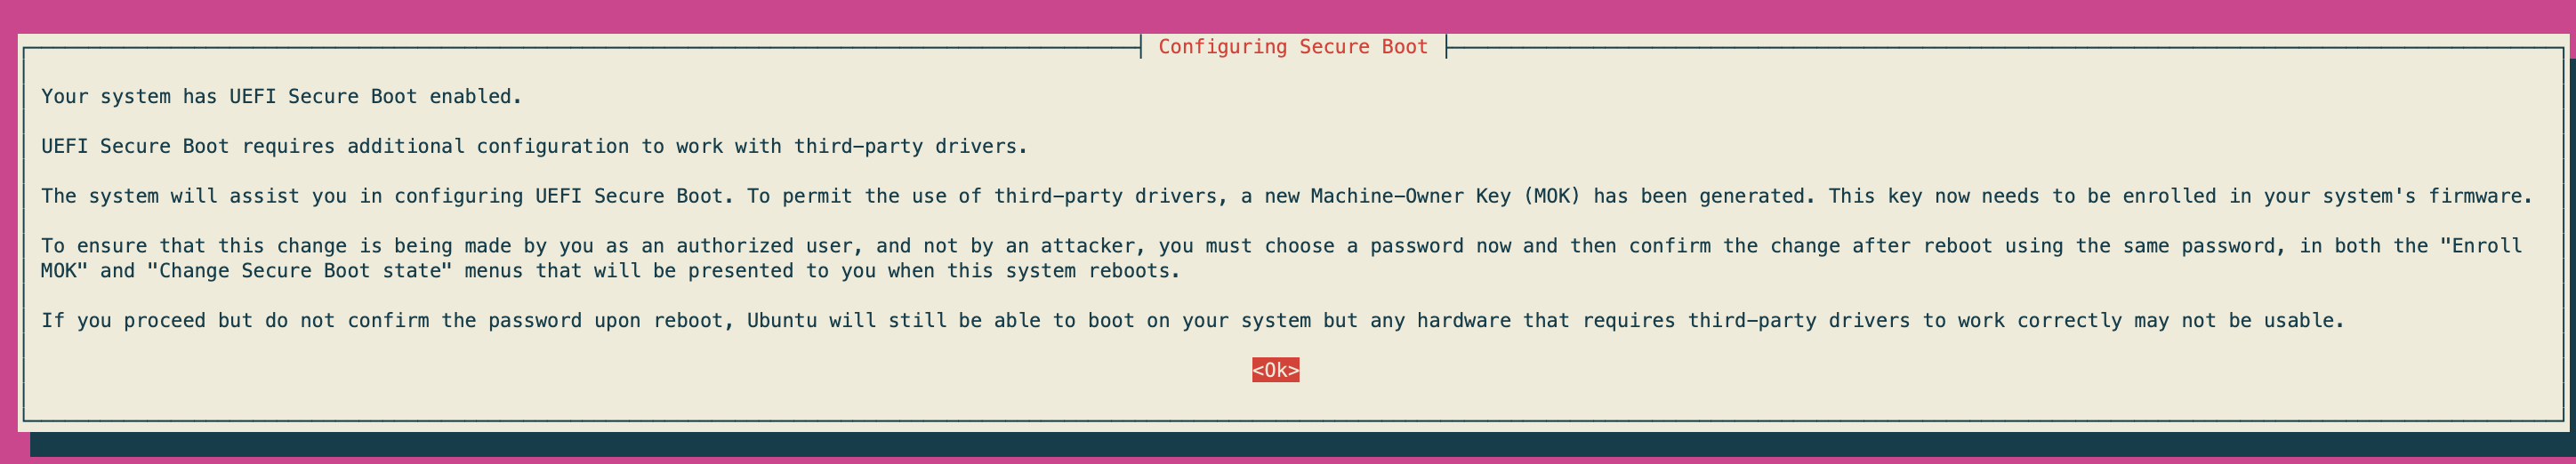 Configuring Secure Boot
Your system has UEFI Secure Boot enabled.
UEFI Secure Boot requires additional configuration to work with third-party drivers.
The system will assist you in configuring UEFI Secure Boot. To permit the use of third-party drivers, a new Machine-Owner Key (MOK) has been generated. This key now needs to be enrolled in your system's firmware.
To ensure that this change is being made by you as an authorized user, and not by an attacker, you must choose a password now and then confirm the change after reboot using the same password, in both the "Enroll
MOK" and "Change Secure Boot state" menus that will be presented to you when this system reboots.
If you proceed but do not confirm the password upon reboot, Ubuntu will still be able to boot on your system but any hardware that requires third-party drivers to work correctly may not be usable.
<Ok>